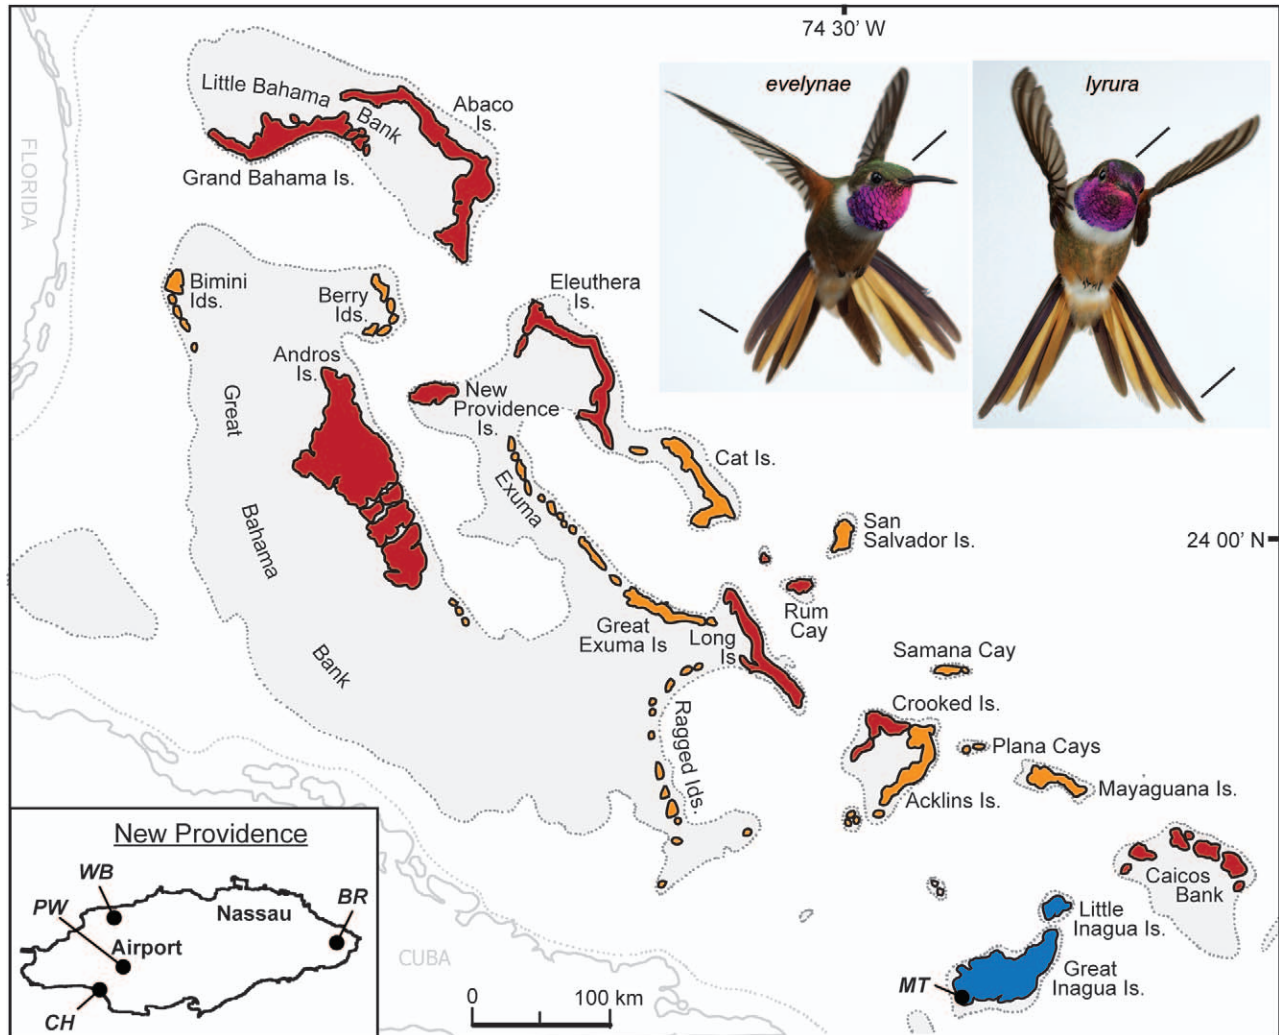 74 30’ W
evelynae
lyrura
Little Bahama
Bank
Abaco
Is.
Grand Bahama Is.
FLORIDA
Bimini
Ids.
Berry
Ids.
Eleuthera
Is.
Andros
Is.
New
Providence
Is.
Great
Bahama
Bank
Exuma
Cat Is.
San
Salvador Is.
24 00’ N
Rum
Cay
Great
Exuma Is
Long
Is
Samana Cay
Crooked Is.
Ragged Ids.
Plana Cays
Acklins Is.
Mayaguana Is.
Caicos
Bank
Little
Inagua Is.
Great
Inagua Is.
MT
CUBA
0
100 km
New Providence
WB
PW
Nassau
BR
Airport
CH